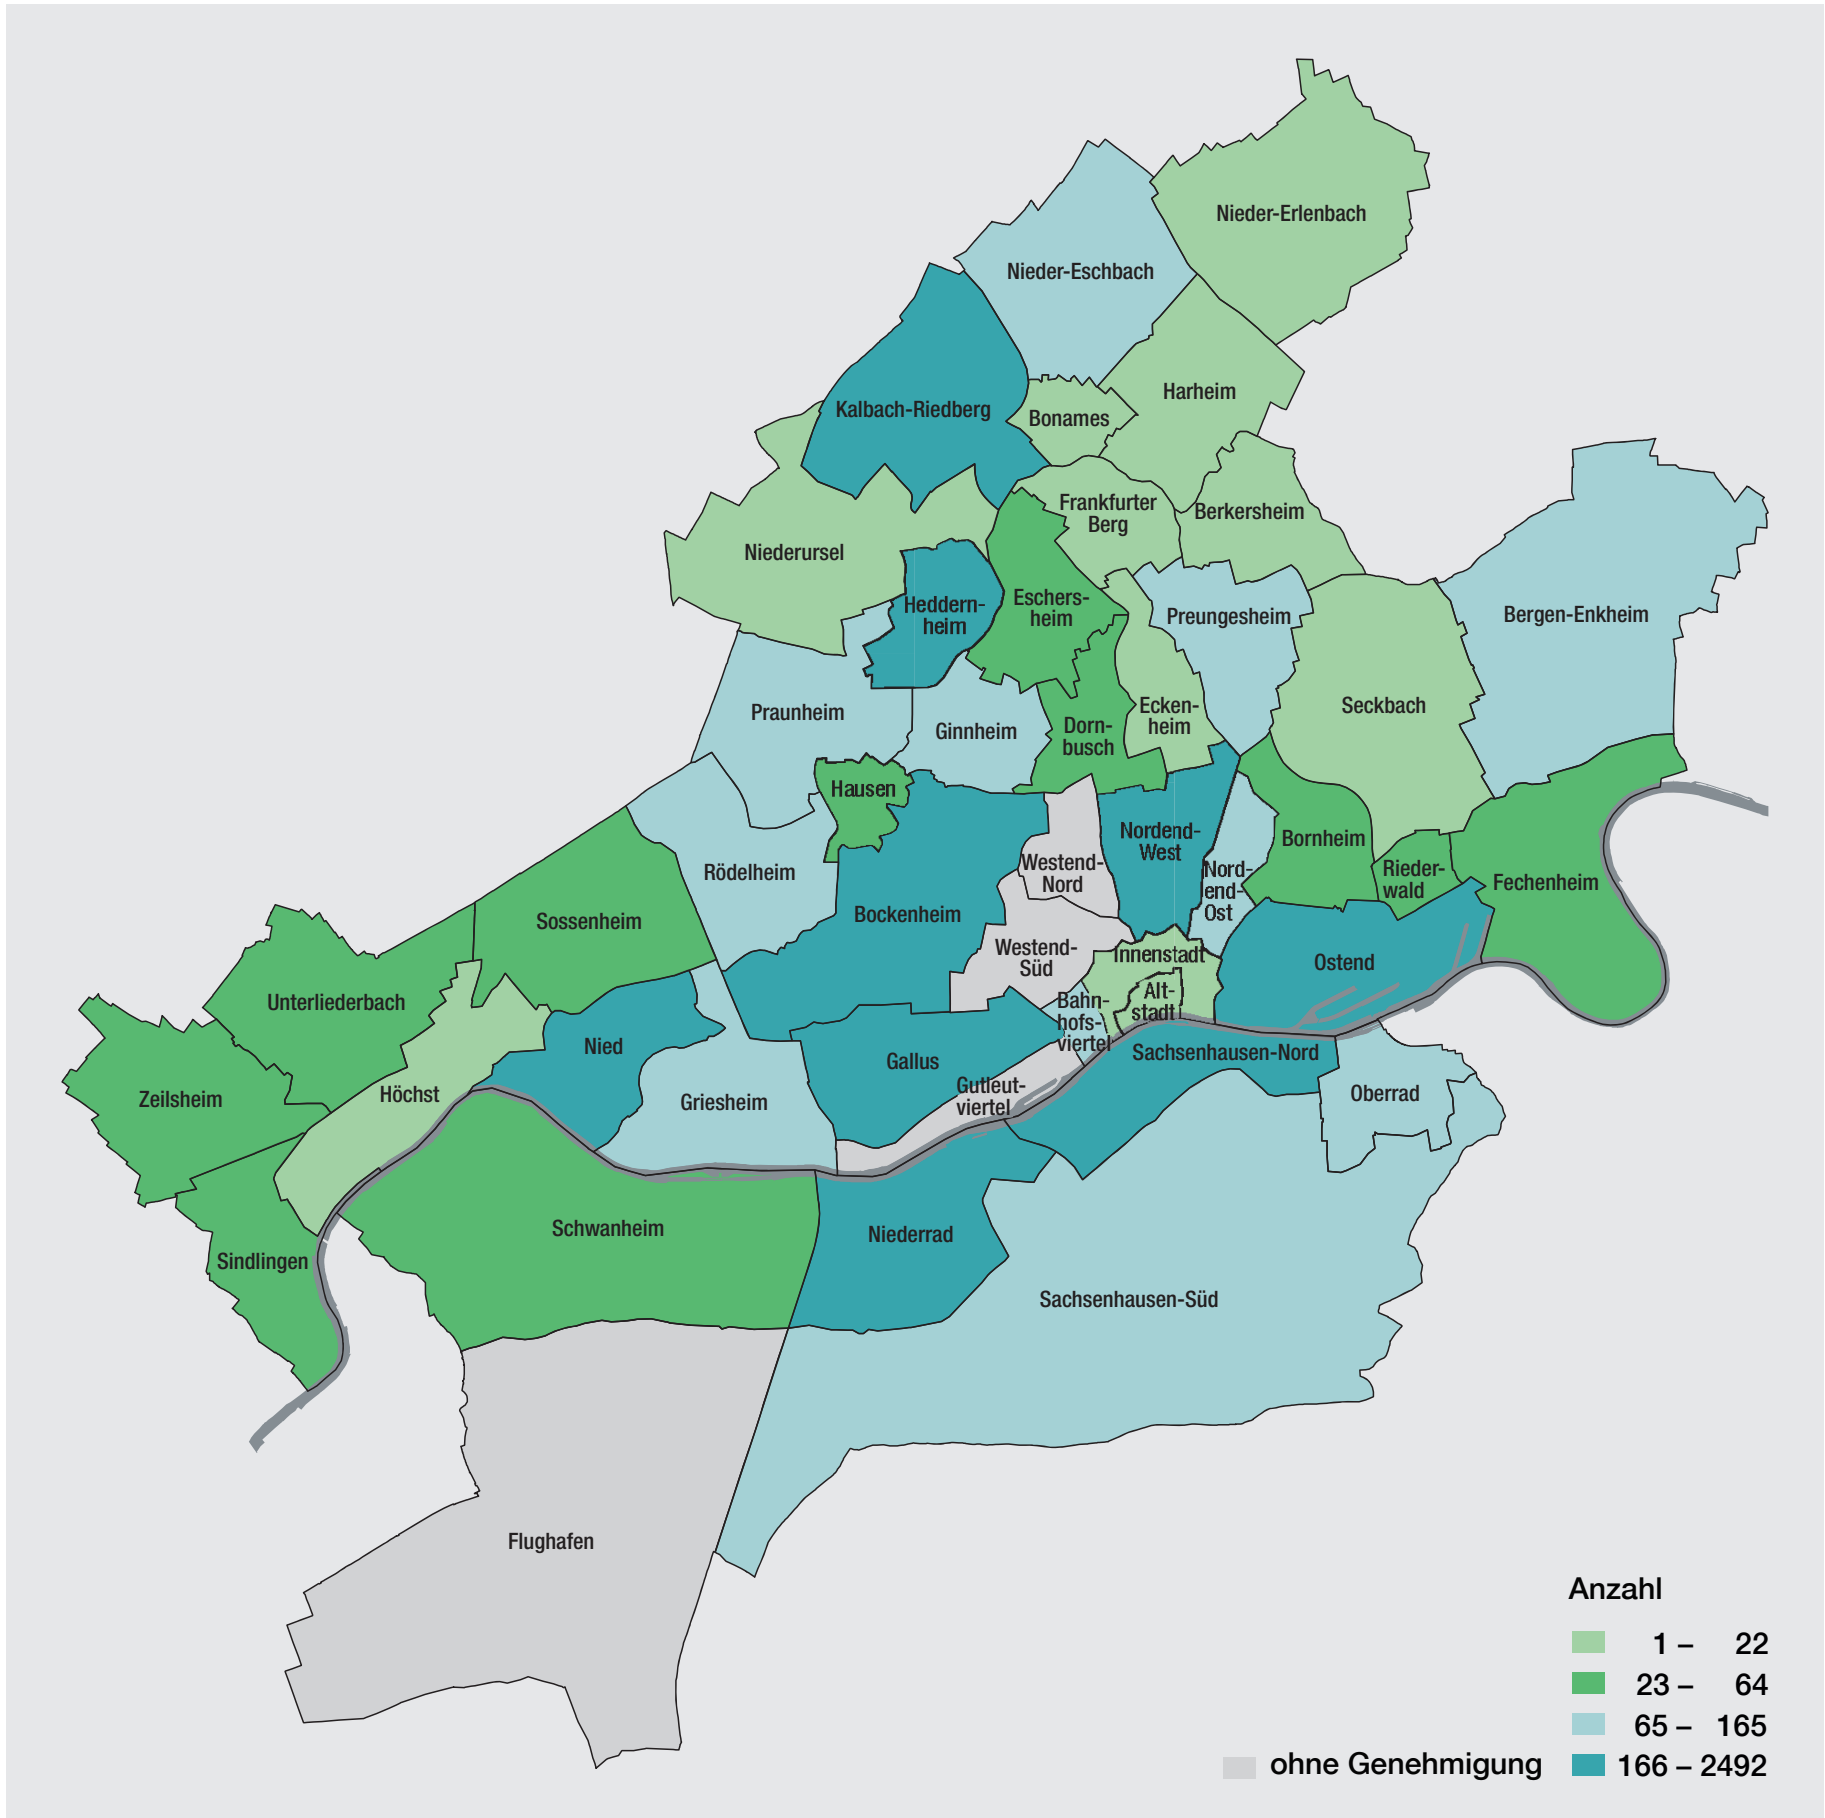 Nieder-Erlenbach
Nieder-Eschbach
Harheim
Kalbach-Riedberg
Bonames
Frankfurter
Berg
Berkersheim
Niederursel
Heddern-
heim
Eschers-
heim
Preungesheim
Bergen-Enkheim
Praunheim
Ginnheim
Dorn-
busch
Ecken-
heim
Seckbach
Hausen
Rödelheim
Bockenheim
Westend-
Nord
Nordend-
West
Nord-
end-
Ost
Bornheim
Rieder-
wald
Fechenheim
Sossenheim
Westend-
Süd
Innenstadt
Alt-
stadt
Ostend
Unterliederbach
Bahn-
hofs-
viertel
Nied
Gallus
Sachsenhausen-Nord
Zeilsheim
Höchst
Griesheim
Gutleut-
viertel
Oberrad
Schwanheim
Niederrad
Sindlingen
Sachsenhausen-Süd
Flughafen
Anzahl
1 – 22
23 – 64
65 – 165
ohne Genehmigung 166 – 2492